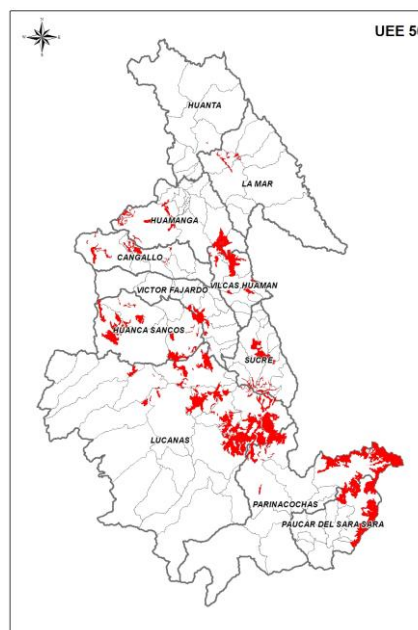 UEE 50
HUANTA
LA MAR
HUAMANGA
CANGALLO
VICTOR FAJARDO
VILCAS HUAMAN
HUANCA SANCOS
SUCRE
LUCANAS
PARINACOCHAS
PAUCAR DEL SARA SARA